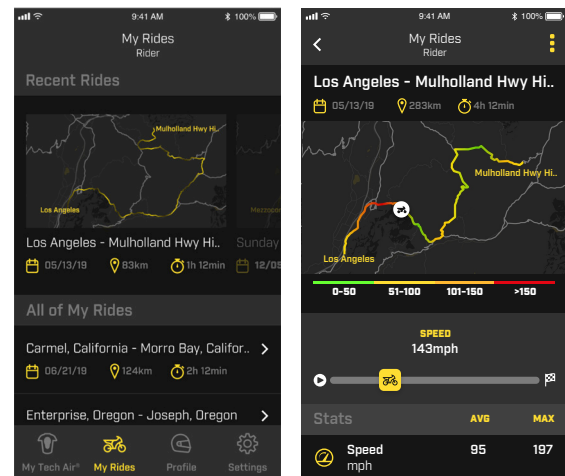 9:41 AM
100%
My Rides
Rider
Recent Rides
Mulholland Hwy Hi..
Los Angeles
Mezzopo
Los Angeles - Mulholland Hwy Hi..
Sunday
05/13/19
83km
1h 12min
12/05
All of My Rides
Carmel, California - Morro Bay, Califor..
06/21/19
124km
2h 12min
Enterprise, Oregon - Joseph, Oregon
My Tech Air®
My Rides
Profile
Settings
9:41 AM
100%
My Rides
Rider
Los Angeles - Mulholland Hwy Hi..
05/13/19
283km
4h 12min
Mulholland Hwy Hi..
Los Angeles
0-50
51-100
101-150
>150
SPEED
143mph
Stats
AVG
MAX
Speed
95
197
mph